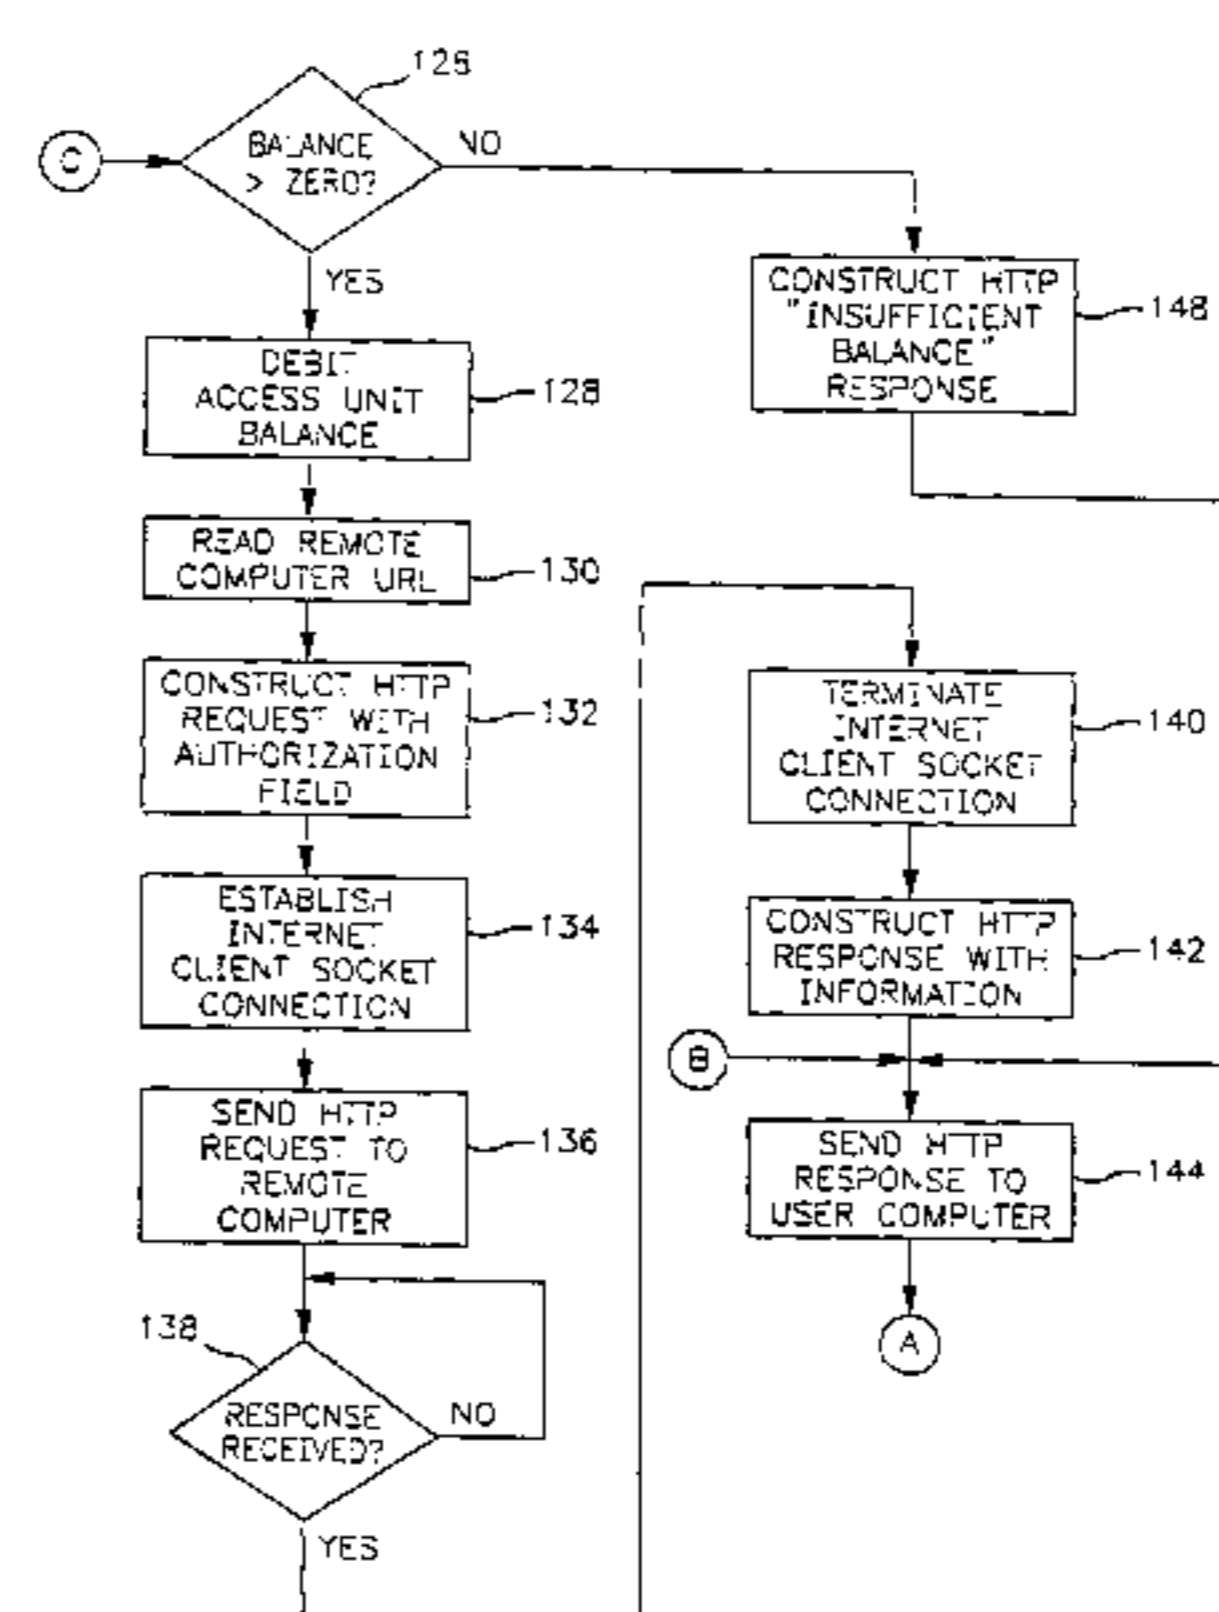 126
C
BALANCE
> ZERO?
NO
YES
DEBIT
ACCESS UNIT
BALANCE
128
READ REMOTE
COMPUTER URL
130
CONSTRUCT HTTP
REQUEST WITH
AUTHORIZATION
FIELD
132
ESTABLISH
INTERNET
CLIENT SOCKET
CONNECTION
134
SEND HTTP
REQUEST TO
REMOTE
COMPUTER
136
138
RESPONSE
RECEIVED?
NO
YES
CONSTRUCT HTTP
"INSUFFICIENT
BALANCE"
RESPONSE
148
TERMINATE
INTERNET
CLIENT SOCKET
CONNECTION
140
CONSTRUCT HTTP
RESPONSE WITH
INFORMATION
142
B
SEND HTTP
RESPONSE TO
USER COMPUTER
144
A